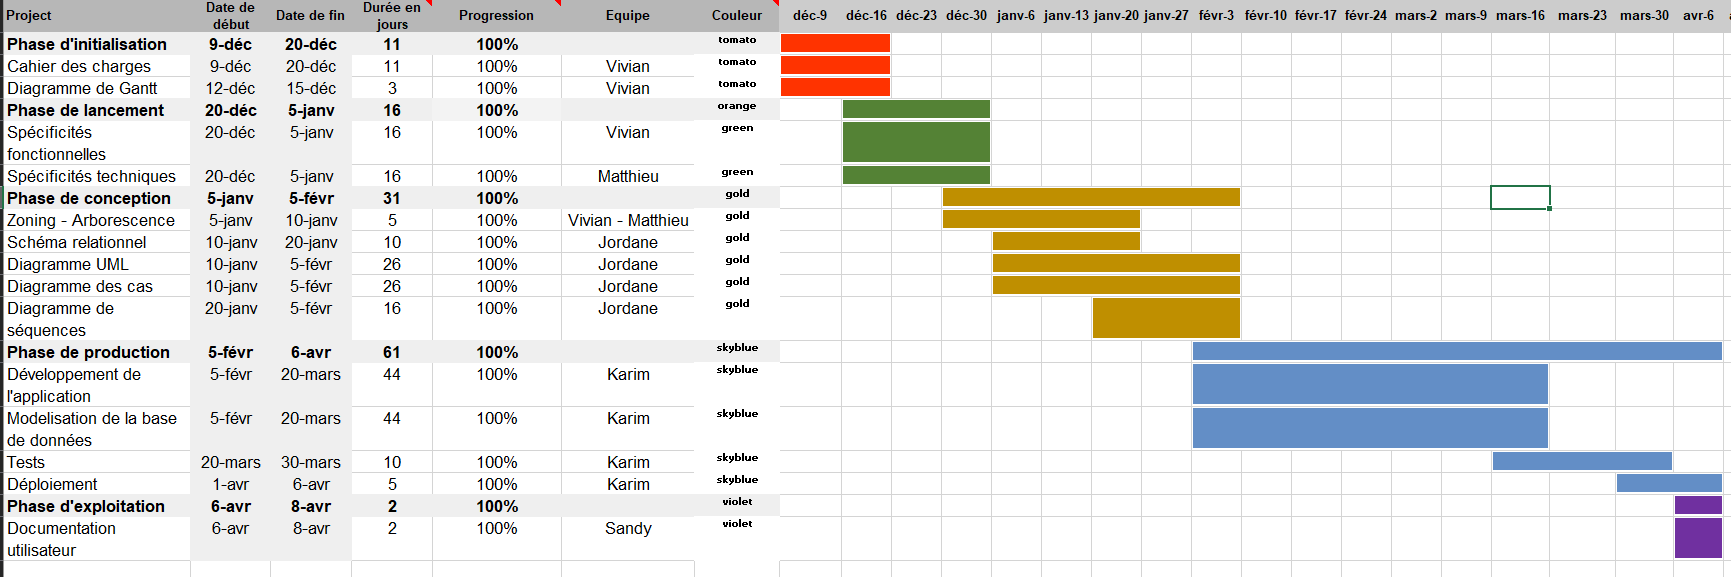 Project Date de début Date de fin Durée en jours Progression Equipe Couleur déc-9 déc-16 déc-23 déc-30 janv-6 janv-13 janv-20 janv-27 févr-3 févr-10 févr-17 févr-24 mars-2 mars-9 mars-16 mars-23 mars-30 avr-6
Phase d'initialisation 9-déc 20-déc 11 100% tomato
Cahier des charges 9-déc 20-déc 11 100% Vivian tomato
Diagramme de Gantt 12-déc 15-déc 3 100% Vivian tomato
Phase de lancement 20-déc 5-janv 16 100% orange
Spécificités fonctionnelles 20-déc 5-janv 16 100% Vivian green
Spécificités techniques 20-déc 5-janv 16 100% Matthieu green
Phase de conception 5-janv 5-févr 31 100% gold
Zoning - Arborescence 5-janv 10-janv 5 100% Vivian - Matthieu gold
Schéma relationnel 10-janv 20-janv 10 100% Jordane gold
Diagramme UML 10-janv 5-févr 26 100% Jordane gold
Diagramme des cas 10-janv 5-févr 26 100% Jordane gold
Diagramme de séquences 20-janv 5-févr 16 100% Jordane gold
Phase de production 5-févr 6-avr 61 100% skyblue
Développement de l'application 5-févr 20-mars 44 100% Karim skyblue
Modelisation de la base de données 5-févr 20-mars 44 100% Karim skyblue
Tests 20-mars 30-mars 10 100% Karim skyblue
Déploiement 1-avr 6-avr 5 100% Karim skyblue
Phase d'exploitation 6-avr 8-avr 2 100% violet
Documentation utilisateur 6-avr 8-avr 2 100% Sandy violet